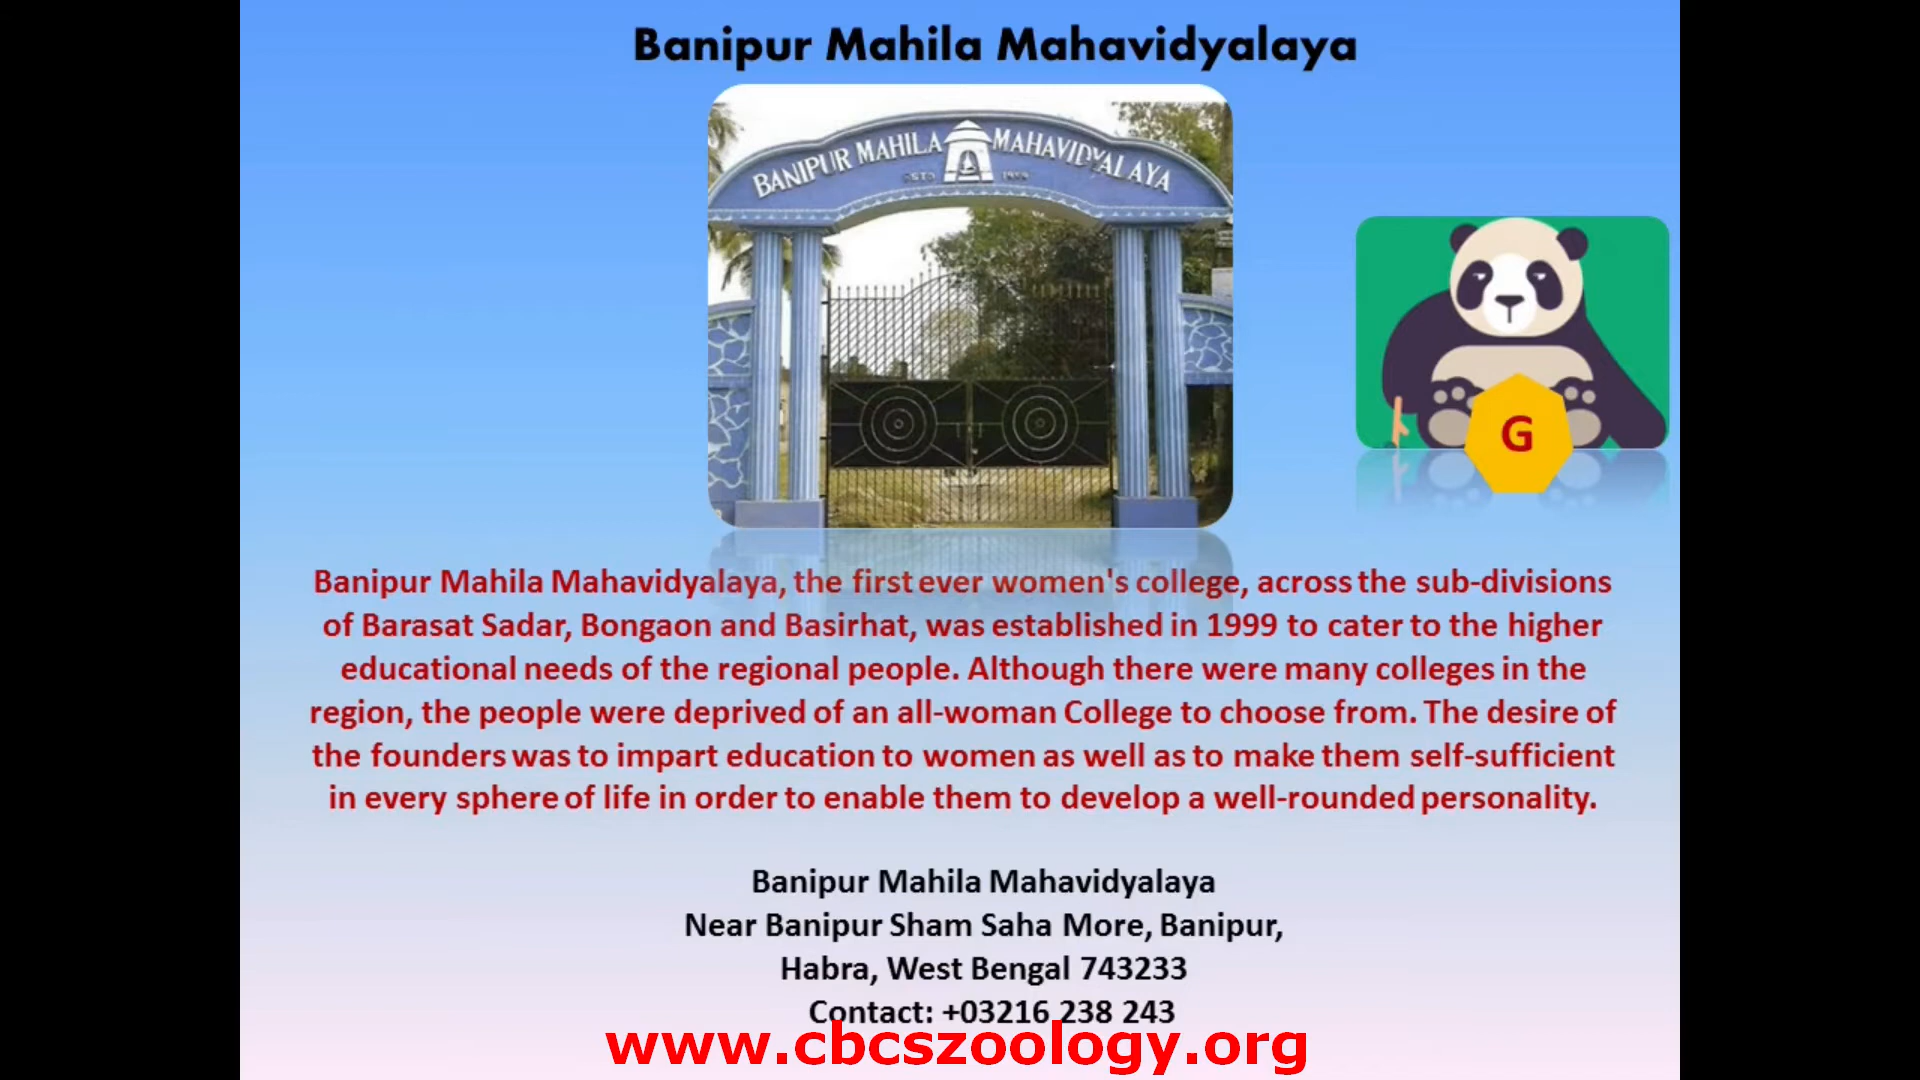 Banipur Mahila Mahavidyalaya
BANIPUR MAHILA MAHAVIDYALAYA
ESTD 1999
G
Banipur Mahila Mahavidyalaya, the first ever women's college, across the sub-divisions
of Barasat Sadar, Bongaon and Basirhat, was established in 1999 to cater to the higher
educational needs of the regional people. Although there were many colleges in the
region, the people were deprived of an all-woman College to choose from. The desire of
the founders was to impart education to women as well as to make them self-sufficient
in every sphere of life in order to enable them to develop a well-rounded personality.
Banipur Mahila Mahavidyalaya
Near Banipur Sham Saha More, Banipur,
Habra, West Bengal 743233
Contact: +03216 238 243
www.cbcszoology.org